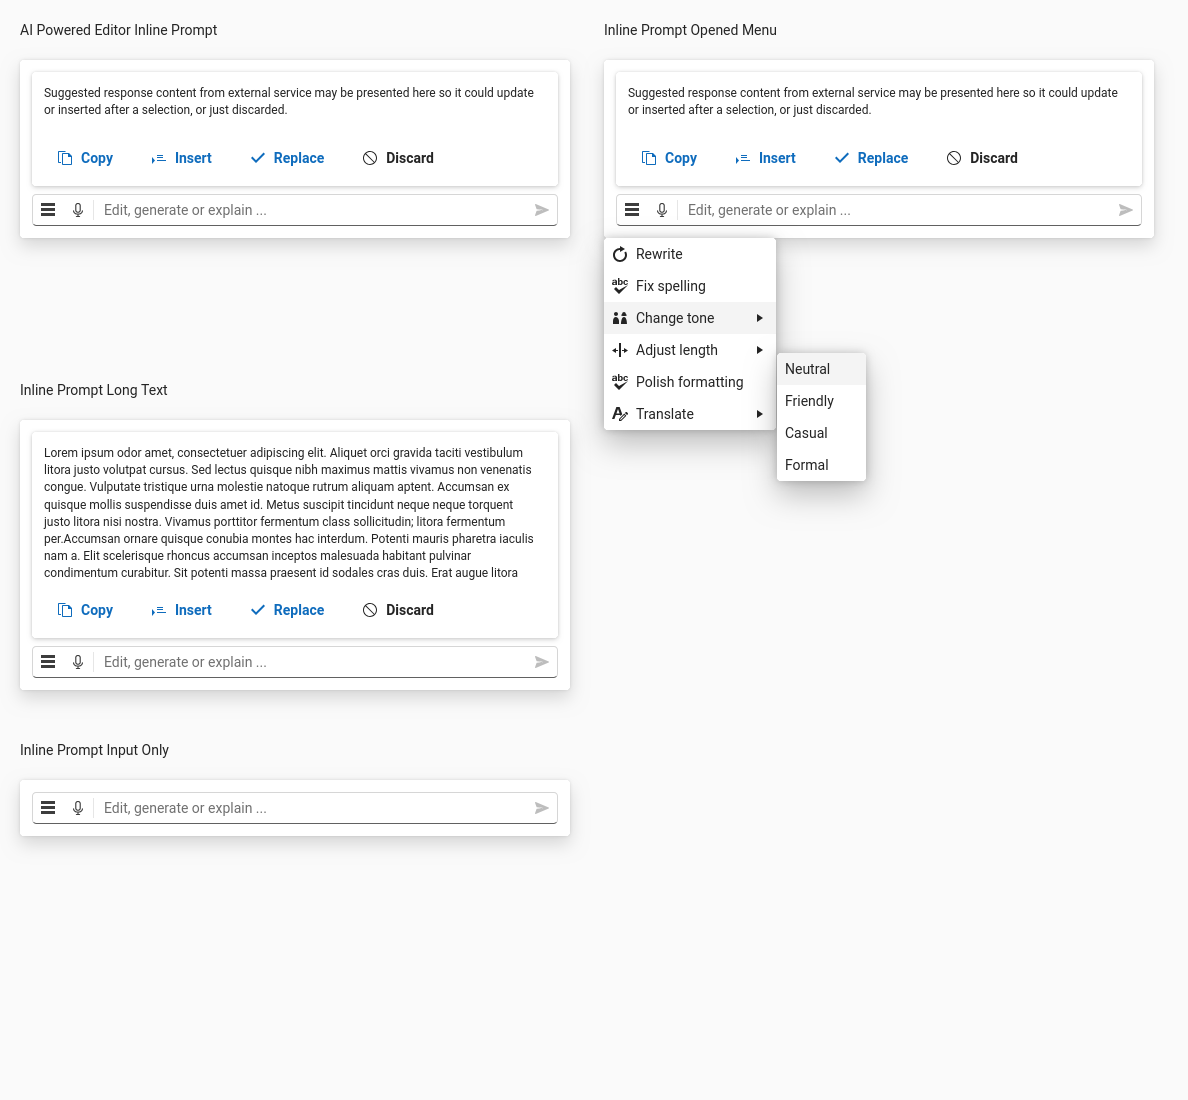 AI Powered Editor Inline Prompt
Suggested response content from external service may be presented here so it could update
or inserted after a selection, or just discarded.
Copy Insert Replace Discard
Edit, generate or explain ...
Inline Prompt Opened Menu
Suggested response content from external service may be presented here so it could update
or inserted after a selection, or just discarded.
Copy Insert Replace Discard
Edit, generate or explain ...
Rewrite
abc Fix spelling
Change tone
Adjust length
abc Polish formatting
Translate
Neutral
Friendly
Casual
Formal
Inline Prompt Long Text
Lorem ipsum odor amet, consectetuer adipiscing elit. Aliquet orci gravida taciti vestibulum
litora justo volutpat cursus. Sed lectus quisque nibh maximus mattis vivamus non venenatis
congue. Vulputate tristique urna molestie natoque rutrum aliquam aptent. Accumsan ex
quisque mollis suspendisse duis amet id. Metus suscipit tincidunt neque neque torquent
justo litora nisi nostra. Vivamus porttitor fermentum class sollicitudin; litora fermentum
per.Accumsan ornare quisque conubia montes hac interdum. Potenti mauris pharetra iaculis
nam a. Elit scelerisque rhoncus accumsan inceptos malesuada habitant pulvinar
condimentum curabitur. Sit potenti massa praesent id sodales cras duis. Erat augue litora
Copy Insert Replace Discard
Edit, generate or explain ...
Inline Prompt Input Only
Edit, generate or explain ...